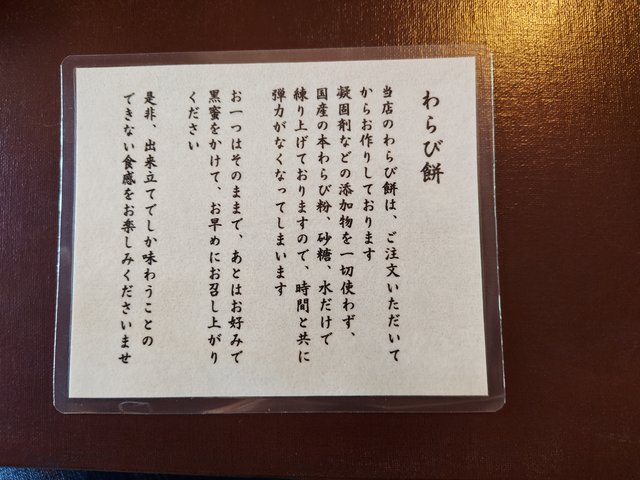 わらび餅
当店のわらび餅は、ご注文いただいて
からお作りしております
凝固剤などの添加物を一切使わず、
国産の本わらび粉、砂糖、水だけで
練り上げておりますので、時間と共に
弾力がなくなってしまいます
お一つはそのままで、あとはお好みで
黒蜜をかけて、お早めにお召し上がり
ください
是非、出来立てでしか味わうことの
できない食感をお楽しみくださいませ